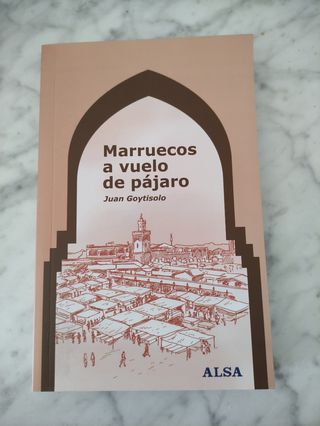 Marruecos
a vuelo
de pájaro
Juan Goytisolo
ALSA